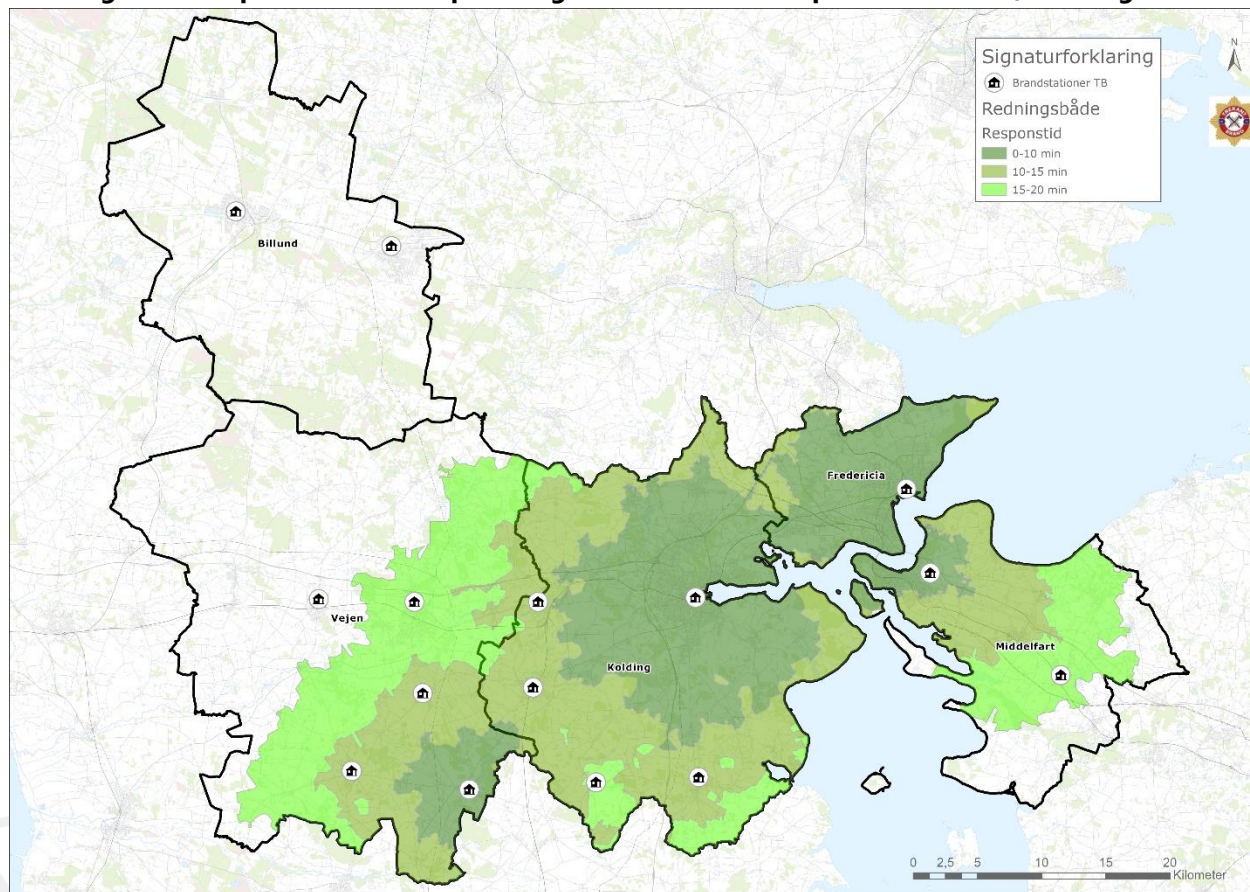 Signaturforklaring
Brandstationer TB
Redningsbåde
Responstid
0-10 min
10-15 min
15-20 min
N
Billund
Fredericia
Vejen
Kolding
Middelfart
0 2,5 5 10 15 20
Kilometer